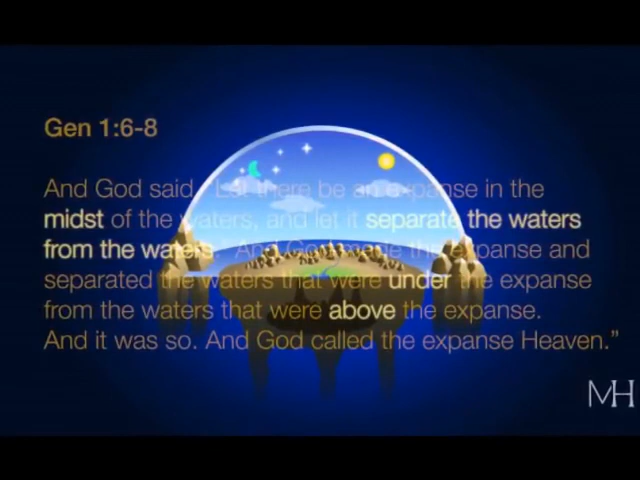 Gen 1:6-8
And God said, "Let there be an expanse in the
midst of the waters, and let it separate the waters
from the waters." And God made the expanse and
separated the waters that were under the expanse
from the waters that were above the expanse.
And it was so. And God called the expanse Heaven.”
MH